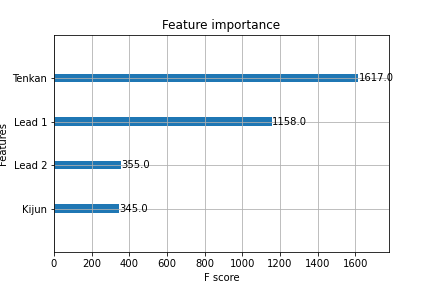 Feature importance
Features
Tenkan
1617.0
Lead 1
1158.0
Lead 2
355.0
Kijun
345.0
0 200 400 600 800 1000 1200 1400 1600
F score